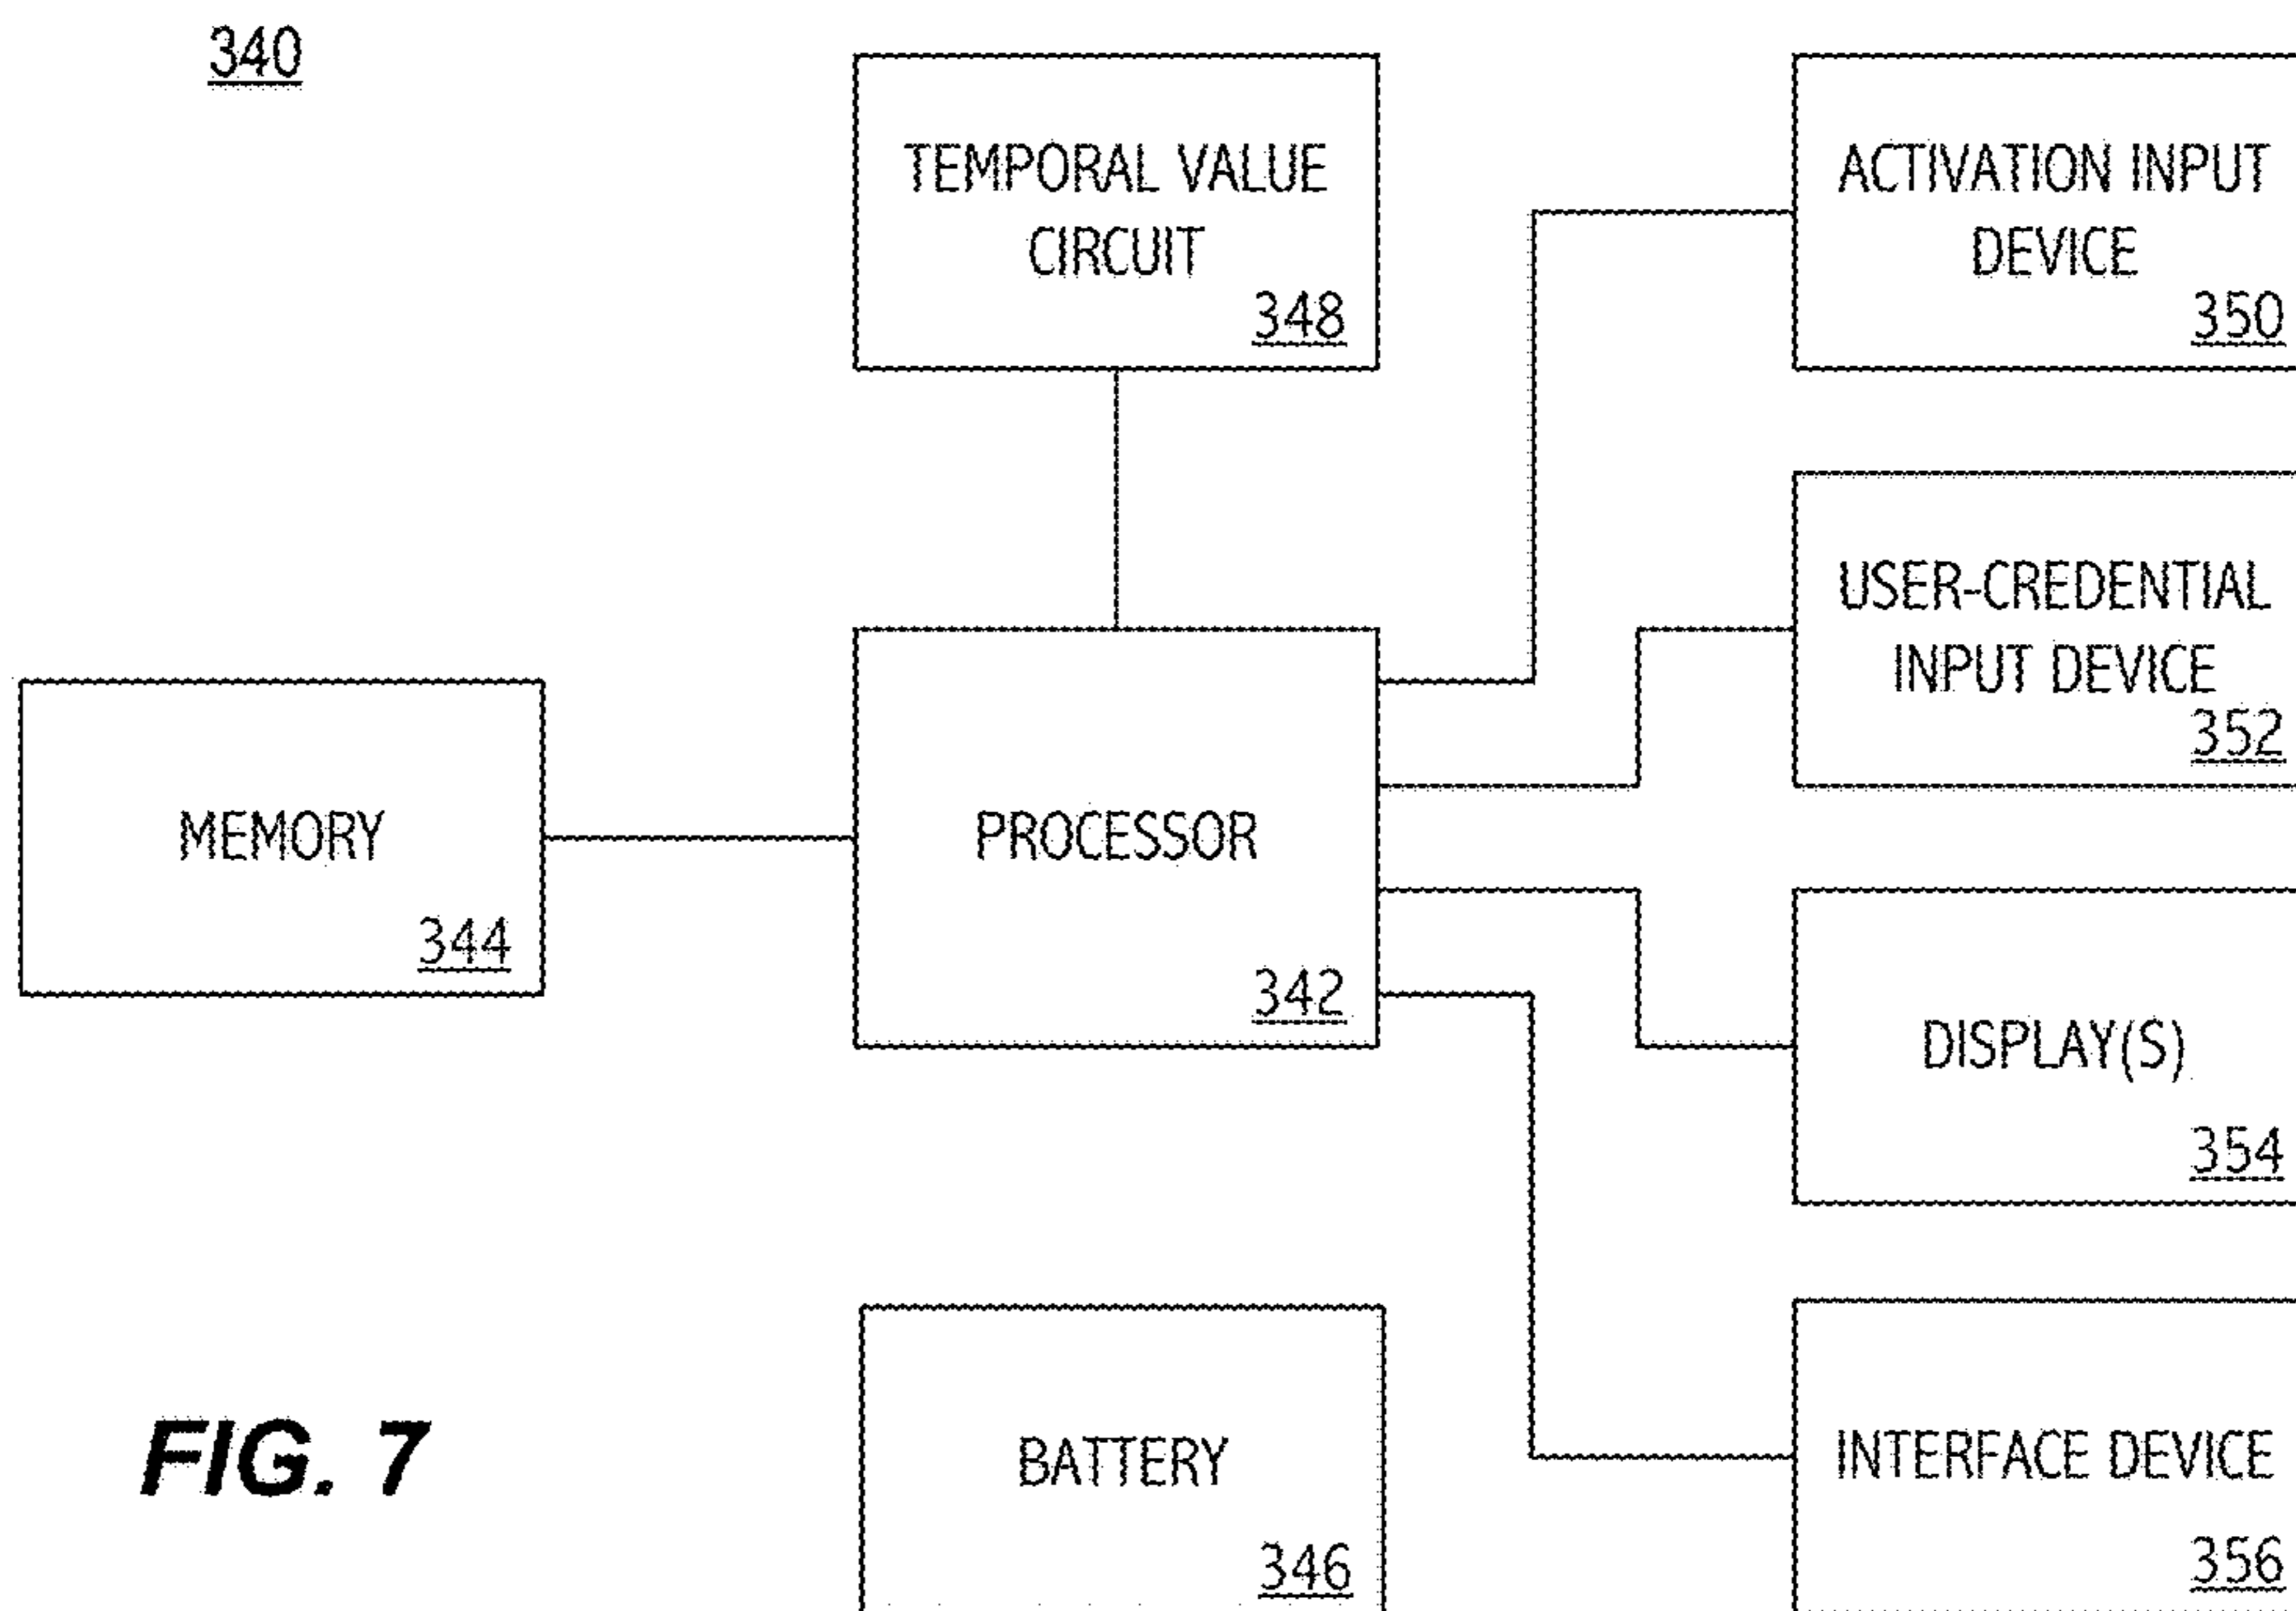 340
TEMPORAL VALUE
CIRCUIT
348
ACTIVATION INPUT
DEVICE
350
USER-CREDENTIAL
INPUT DEVICE
352
MEMORY
344
PROCESSOR
342
DISPLAY(S)
354
BATTERY
346
INTERFACE DEVICE
356
FIG. 7